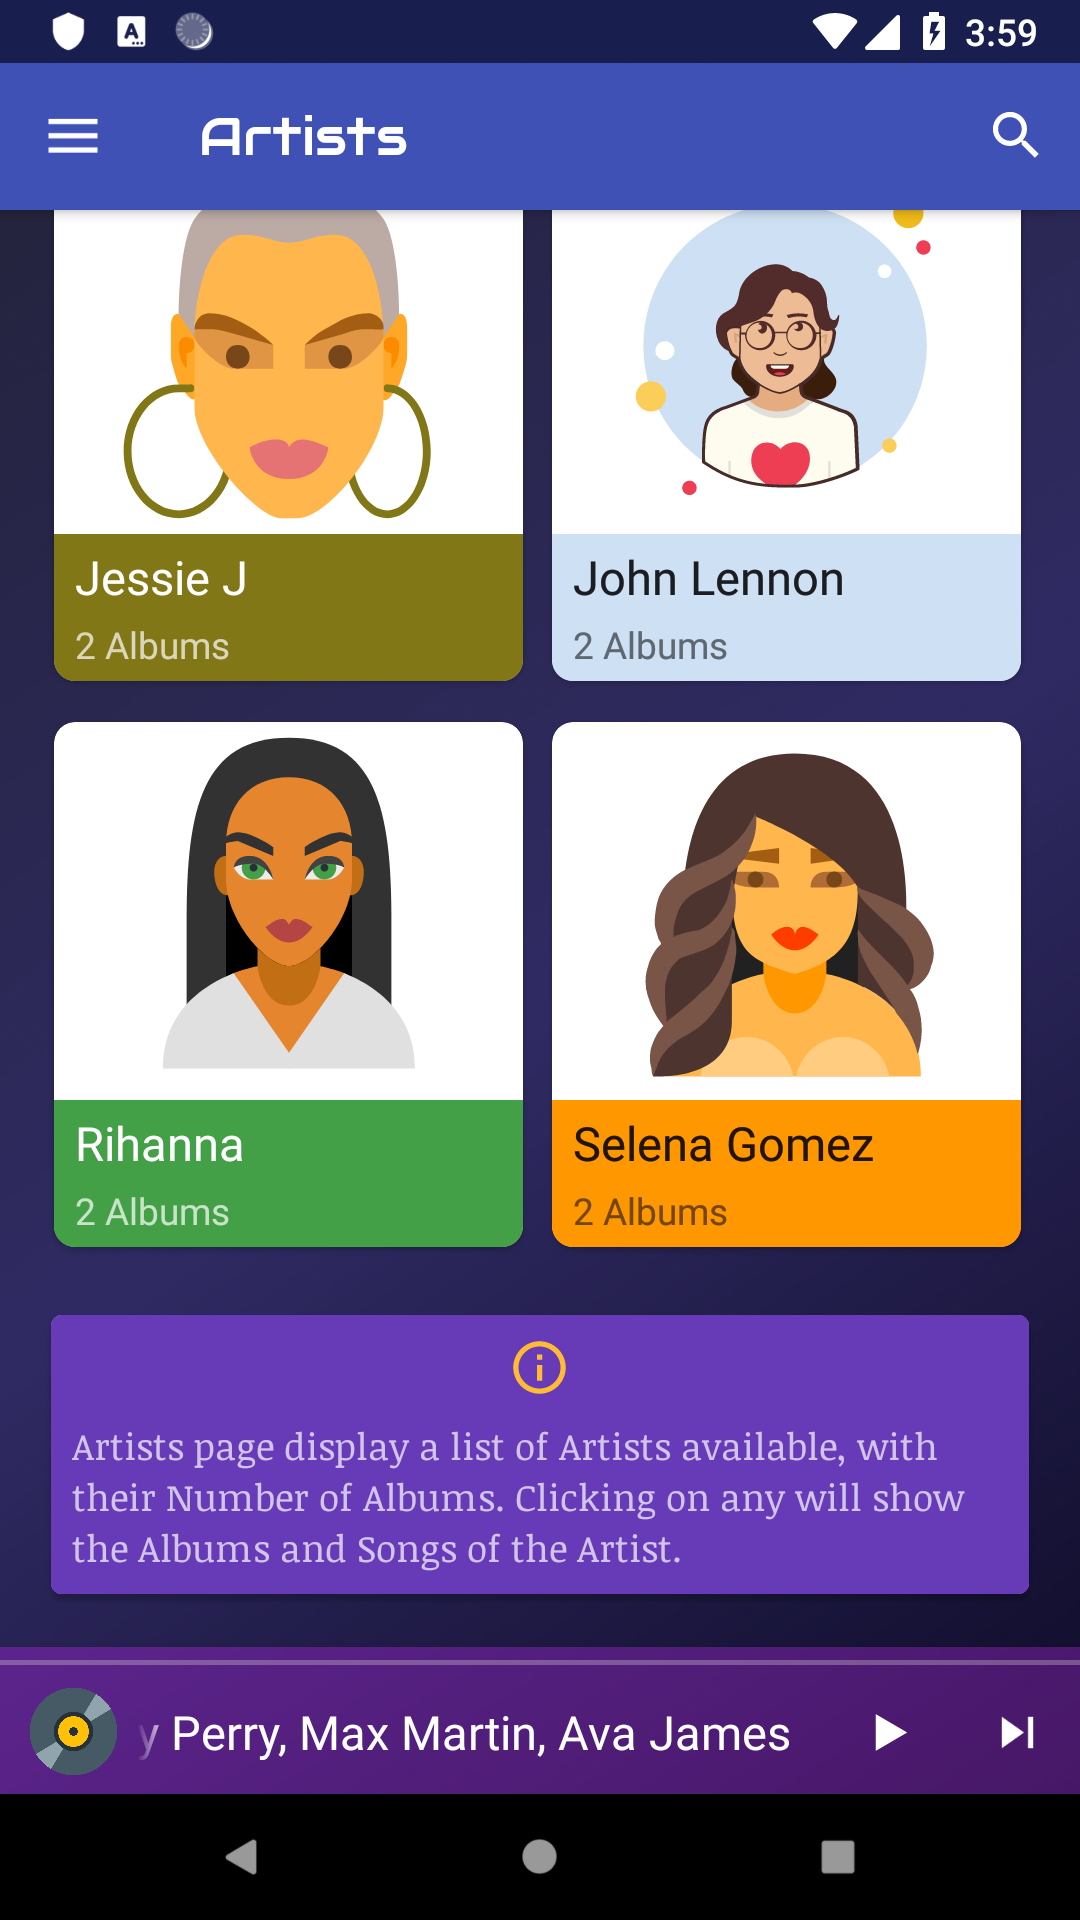 3:59
Artists
Jessie J
2 Albums
John Lennon
2 Albums
Rihanna
2 Albums
Selena Gomez
2 Albums
Artists page display a list of Artists available, with
their Number of Albums. Clicking on any will show
the Albums and Songs of the Artist.
y Perry, Max Martin, Ava James